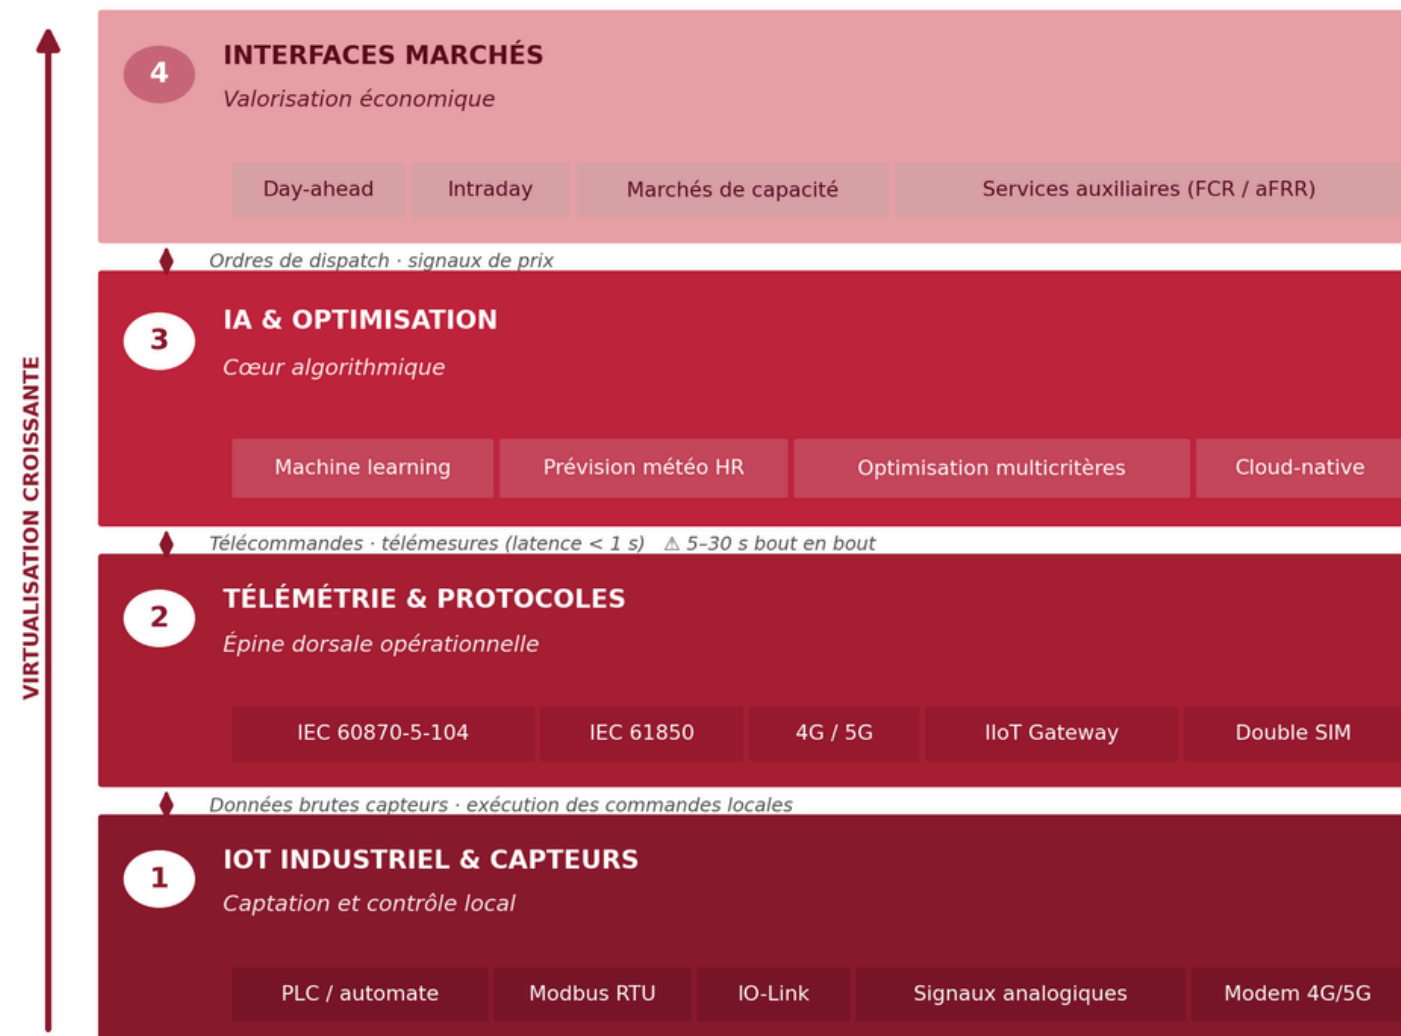 4
INTERFACES MARCHÉS
Valorisation économique
Day-ahead
Intraday
Marchés de capacité
Services auxiliaires (FCR / aFRR)
Ordres de dispatch · signaux de prix
3
IA & OPTIMISATION
Cœur algorithmique
Machine learning
Prévision météo HR
Optimisation multicritères
Cloud-native
Télécommandes · télémesures (latence < 1 s) ⚠ 5–30 s bout en bout
2
TÉLÉMÉTRIE & PROTOCOLES
Épine dorsale opérationnelle
IEC 60870-5-104
IEC 61850
4G / 5G
IIoT Gateway
Double SIM
Données brutes capteurs · exécution des commandes locales
1
IOT INDUSTRIEL & CAPTEURS
Captation et contrôle local
PLC / automate
Modbus RTU
IO-Link
Signaux analogiques
Modem 4G/5G
VIRTUALISATION CROISSANTE